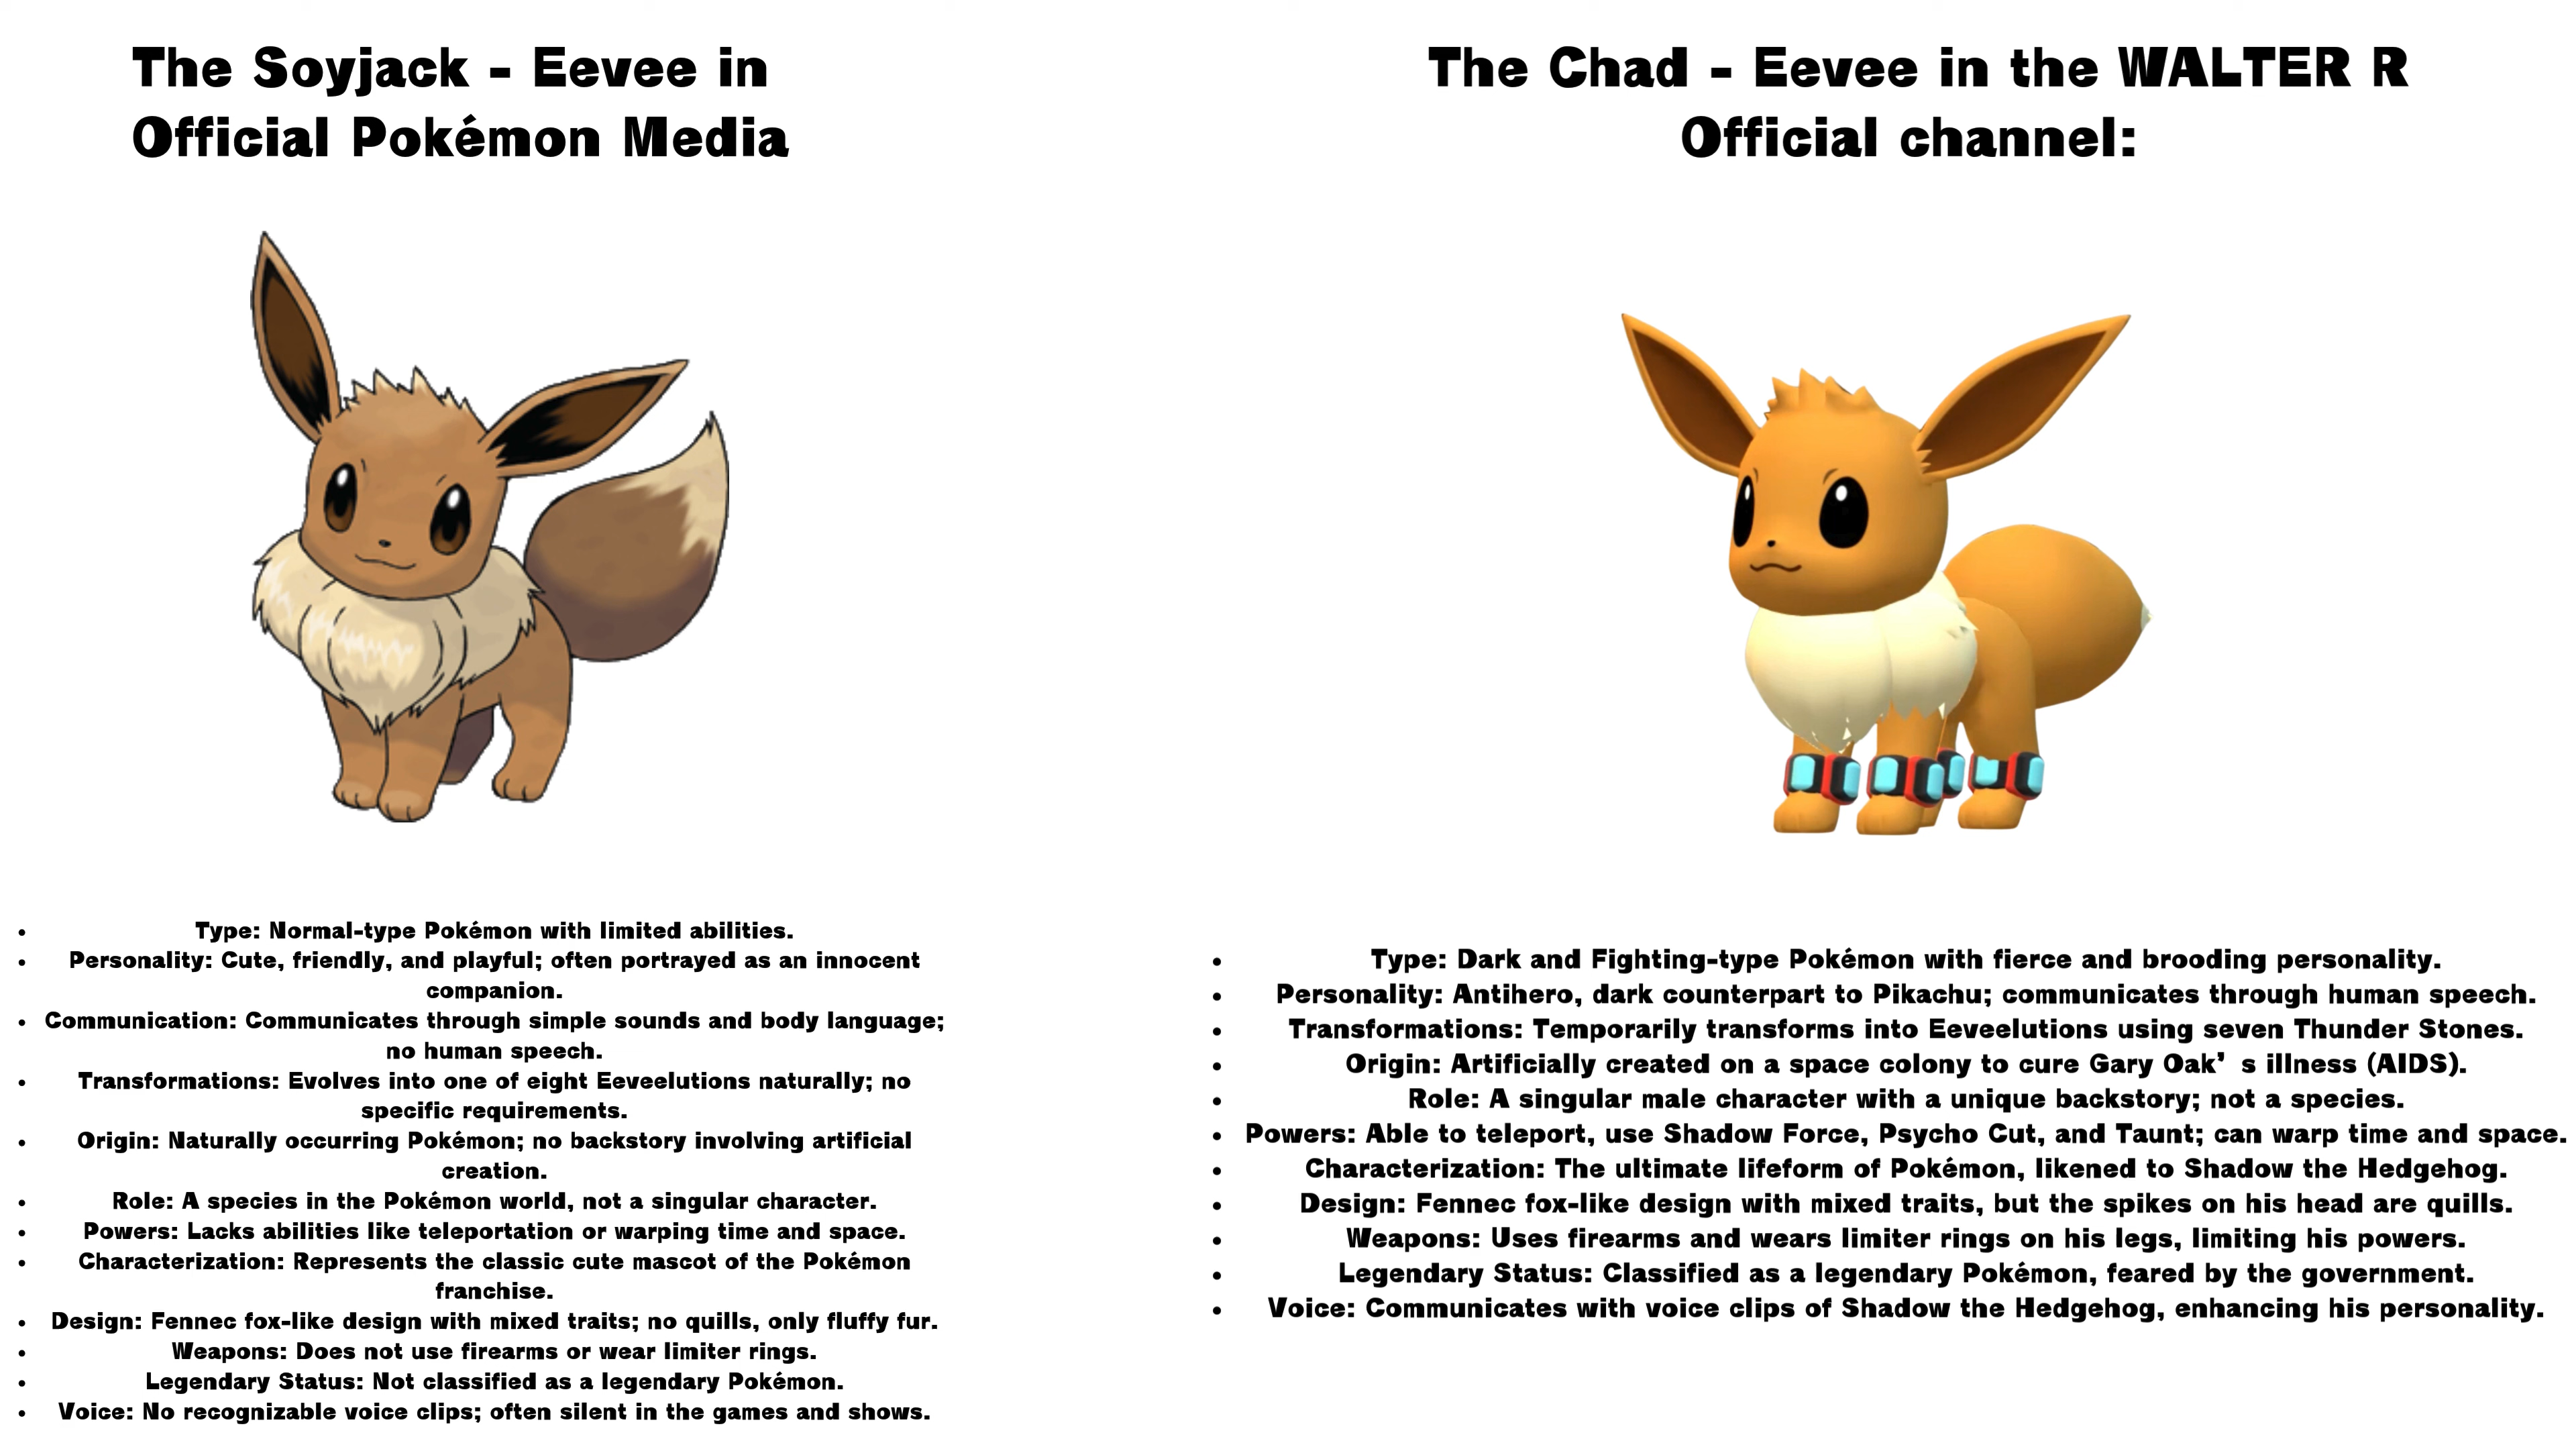 The Soyjack - Eevee in
Official Pokémon Media
• Type: Normal-type Pokémon with limited abilities.
• Personality: Cute, friendly, and playful; often portrayed as an innocent
companion.
• Communication: Communicates through simple sounds and body language;
no human speech.
• Transformations: Evolves into one of eight Eeveelutions naturally; no
specific requirements.
• Origin: Naturally occurring Pokémon; no backstory involving artificial
creation.
• Role: A species in the Pokémon world, not a singular character.
• Powers: Lacks abilities like teleportation or warping time and space.
• Characterization: Represents the classic cute mascot of the Pokémon
franchise.
• Design: Fennec fox-like design with mixed traits; no quills, only fluffy fur.
• Weapons: Does not use firearms or wear limiter rings.
• Legendary Status: Not classified as a legendary Pokémon.
• Voice: No recognizable voice clips; often silent in the games and shows.
The Chad - Eevee in the WALTER R
Official channel:
• Type: Dark and Fighting-type Pokémon with fierce and brooding personality.
• Personality: Antihero, dark counterpart to Pikachu; communicates through human speech.
• Transformations: Temporarily transforms into Eeveelutions using seven Thunder Stones.
• Origin: Artificially created on a space colony to cure Gary Oak’s illness (AIDS).
• Role: A singular male character with a unique backstory; not a species.
• Powers: Able to teleport, use Shadow Force, Psycho Cut, and Taunt; can warp time and space.
• Characterization: The ultimate lifeform of Pokémon, likened to Shadow the Hedgehog.
• Design: Fennec fox-like design with mixed traits, but the spikes on his head are quills.
• Weapons: Uses firearms and wears limiter rings on his legs, limiting his powers.
• Legendary Status: Classified as a legendary Pokémon, feared by the government.
• Voice: Communicates with voice clips of Shadow the Hedgehog, enhancing his personality.